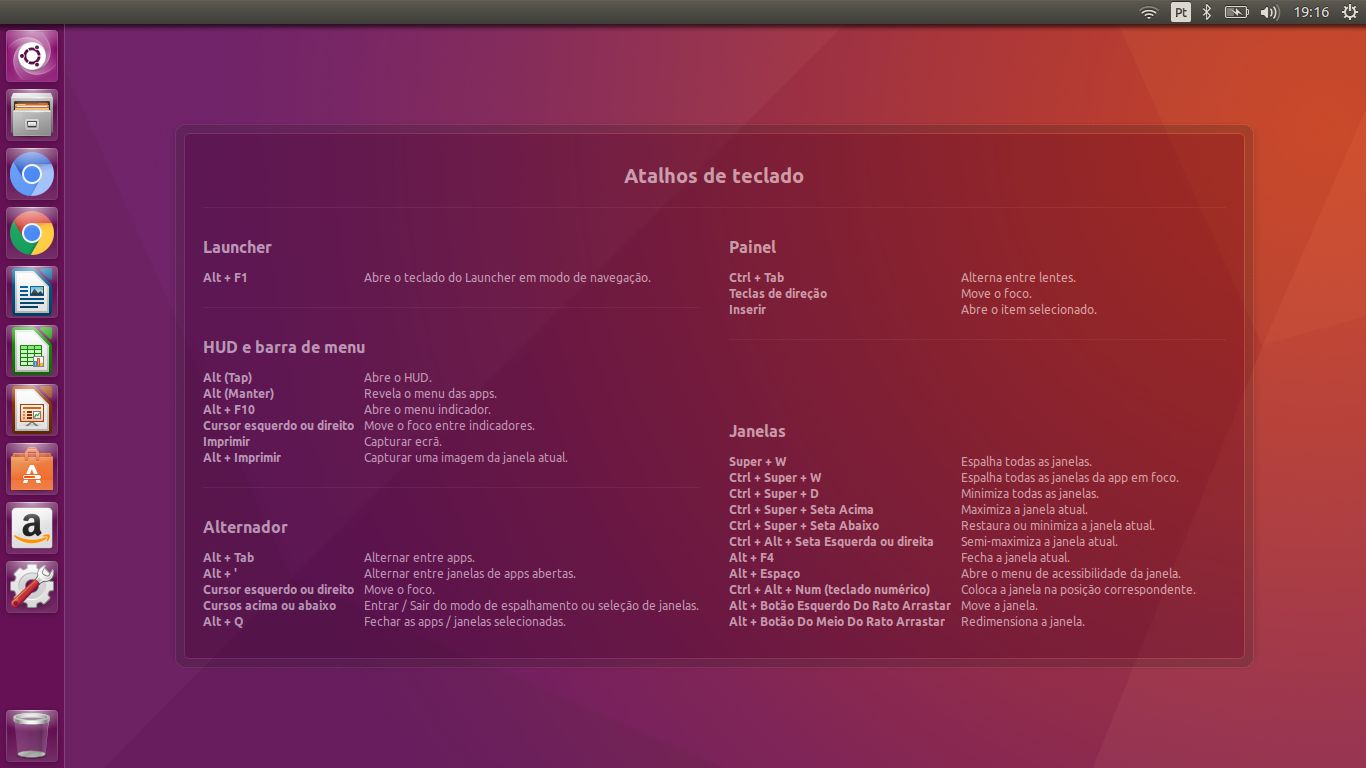 Pt
19:16
Atalhos de teclado
Launcher
Alt + F1 Abre o teclado do Launcher em modo de navegação.
HUD e barra de menu
Alt (Tap) Abre o HUD.
Alt (Manter) Revela o menu das apps.
Alt + F10 Abre o menu indicador.
Cursor esquerdo ou direito Move o foco entre indicadores.
Imprimir Capturar ecrã.
Alt + Imprimir Capturar uma imagem da janela atual.
Alternador
Alt + Tab Alternar entre apps.
Alt + ' Alternar entre janelas de apps abertas.
Cursor esquerdo ou direito Move o foco.
Cursos acima ou abaixo Entrar / Sair do modo de espalhamento ou seleção de janelas.
Alt + Q Fechar as apps / janelas selecionadas.
Painel
Ctrl + Tab Alterna entre lentes.
Teclas de direção Move o foco.
Inserir Abre o item selecionado.
Janelas
Super + W Espalha todas as janelas.
Ctrl + Super + W Espalha todas as janelas da app em foco.
Ctrl + Super + D Minimiza todas as janelas.
Ctrl + Super + Seta Acima Maximiza a janela atual.
Ctrl + Super + Seta Abaixo Restaura ou minimiza a janela atual.
Ctrl + Alt + Seta Esquerda ou direita Semi-maximiza a janela atual.
Alt + F4 Fecha a janela atual.
Alt + Espaço Abre o menu de acessibilidade da janela.
Ctrl + Alt + Num (teclado numérico) Coloca a janela na posição correspondente.
Alt + Botão Esquerdo Do Rato Arrastar Move a janela.
Alt + Botão Do Meio Do Rato Arrastar Redimensiona a janela.
A
a